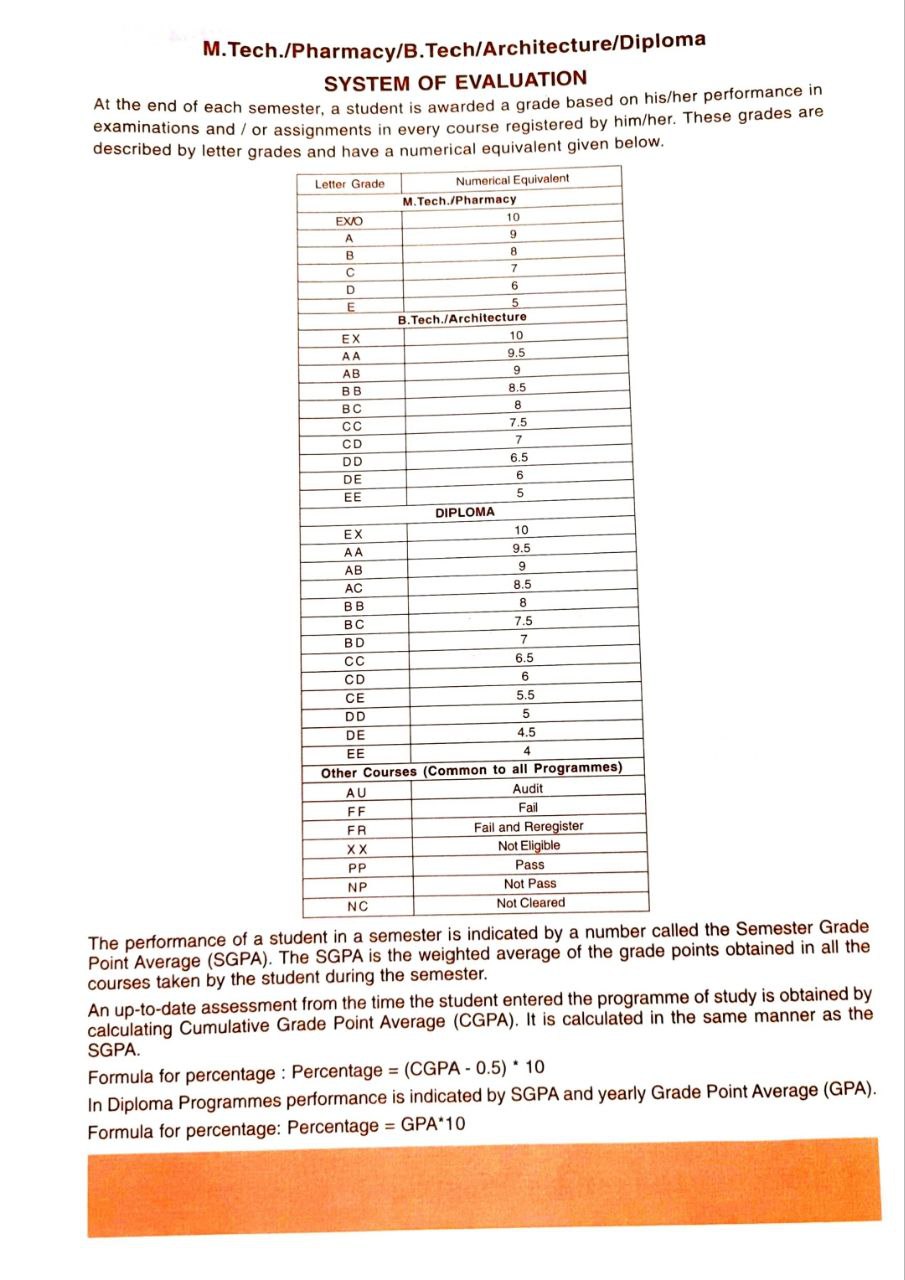 M.Tech./Pharmacy/B.Tech/Architecture/Diploma
SYSTEM OF EVALUATION
At the end of each semester, a student is awarded a grade based on his/her performance in
examinations and / or assignments in every course registered by him/her. These grades are
described by letter grades and have a numerical equivalent given below.
Letter Grade Numerical Equivalent
M.Tech./Pharmacy
EX/O 10
A 9
B 8
C 7
D 6
E 5
B.Tech./Architecture
EX 10
AA 9.5
AB 9
BB 8.5
BC 8
CC 7.5
CD 7
DD 6.5
DE 6
EE 5
DIPLOMA
EX 10
AA 9.5
AB 9
AC 8.5
BB 8
BC 7.5
BD 7
CC 6.5
CD 6
CE 5.5
DD 5
DE 4.5
EE 4
Other Courses (Common to all Programmes)
AU Audit
FF Fail
FR Fail and Reregister
XX Not Eligible
PP Pass
NP Not Pass
NC Not Cleared
The performance of a student in a semester is indicated by a number called the Semester Grade
Point Average (SGPA). The SGPA is the weighted average of the grade points obtained in all the
courses taken by the student during the semester.
An up-to-date assessment from the time the student entered the programme of study is obtained by
calculating Cumulative Grade Point Average (CGPA). It is calculated in the same manner as the
SGPA.
Formula for percentage : Percentage = (CGPA - 0.5) * 10
In Diploma Programmes performance is indicated by SGPA and yearly Grade Point Average (GPA).
Formula for percentage: Percentage = GPA*10